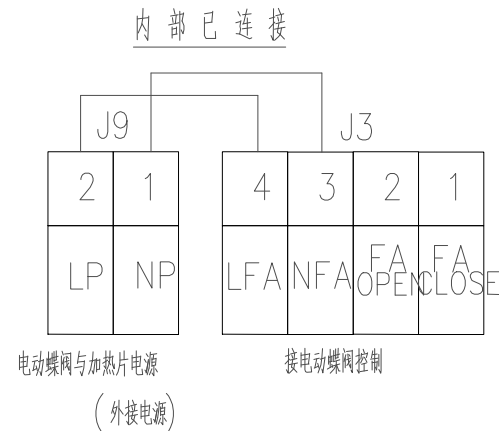 内部已连接
J9
J3
2 1
4 3 2 1
LP NP
LFA NFA FA OPEN FA CLOSE
电动蝶阀与加热片电源
(外接电源)
接电动蝶阀控制